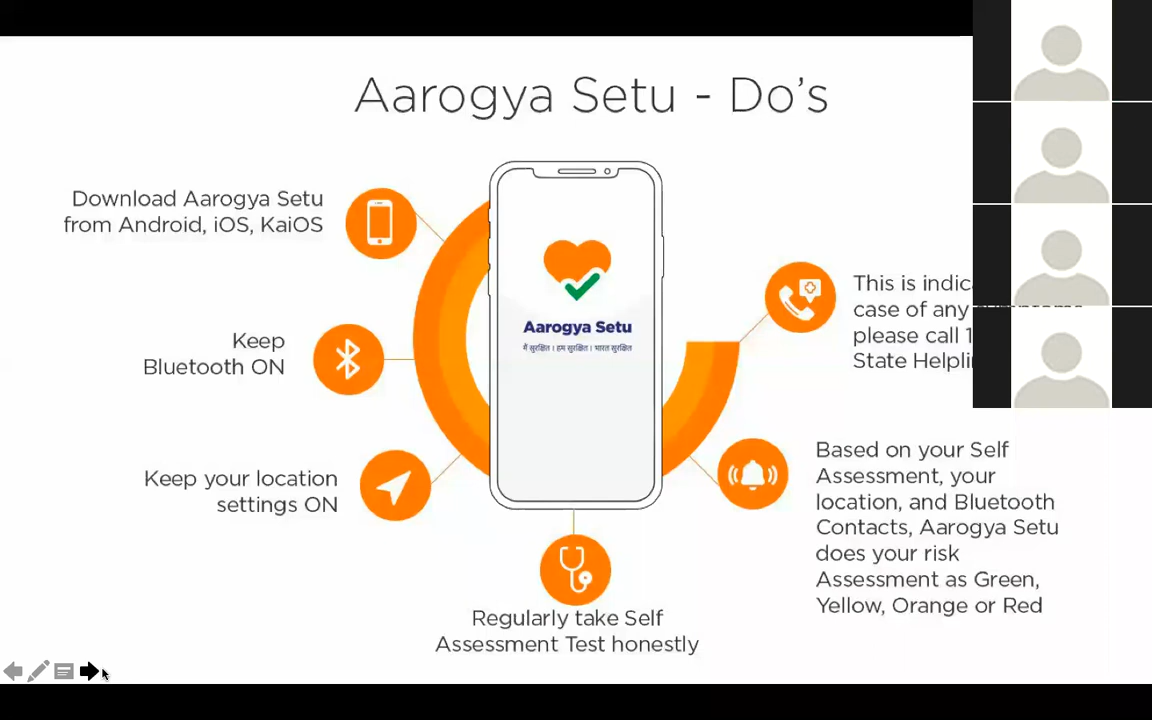 Aarogya Setu - Do's
Download Aarogya Setu
from Android, iOS, KaiOS
Keep
Bluetooth ON
Keep your location
settings ON
Regularly take Self
Assessment Test honestly
Aarogya Setu
मैं सुरक्षित । हम सुरक्षित । भारत सुरक्षित
This is
case of any
please call
State
Based on your Self
Assessment, your
location, and Bluetooth
Contacts, Aarogya Setu
does your risk
Assessment as Green,
Yellow, Orange or Red